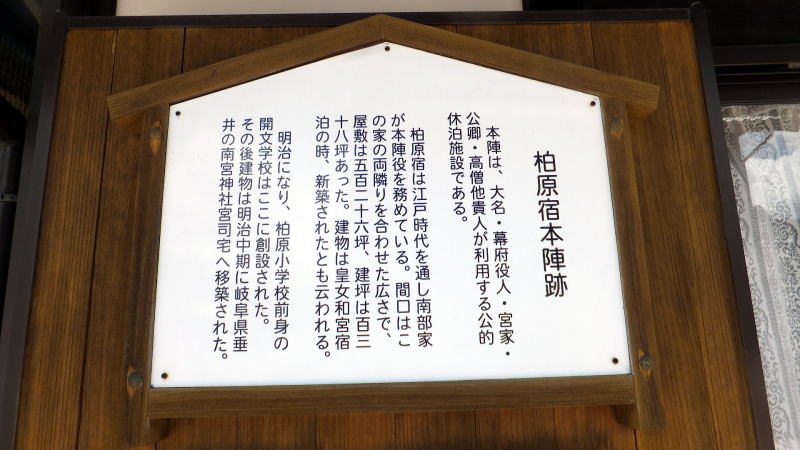 柏原宿本陣跡
本陣は、大名・幕府役人・宮家・
公卿・高僧他貴人が利用する公的
休泊施設である。
柏原宿は江戸時代を通し南部家
が本陣役を務めている。間口はこ
の家の両隣りを合わせた広さで、
屋敷は五百二十六坪、建坪は百三
十八坪あった。建物は皇女和宮宿
泊の時、新築されたとも云われる。
明治になり、柏原小学校前身の
開文学校はここに創設された。
その後建物は明治中期に岐阜県垂
井の南宮神社宮司宅へ移築された。